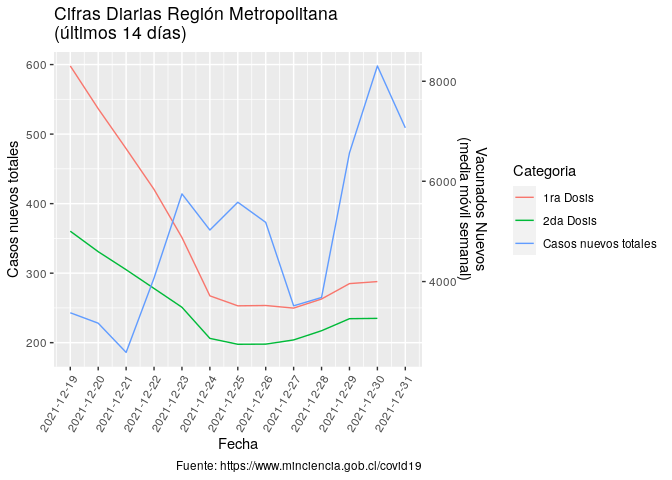 Cifras Diarias Región Metropolitana
(últimos 14 días)
600
500
400
300
200
Casos nuevos totales
8000
6000
4000
Vacunados Nuevos
(media móvil semanal)
Categoria
1ra Dosis
2da Dosis
Casos nuevos totales
2021-12-19
2021-12-20
2021-12-21
2021-12-22
2021-12-23
2021-12-24
2021-12-25
2021-12-26
2021-12-27
2021-12-28
2021-12-29
2021-12-30
2021-12-31
Fecha
Fuente: https://www.minciencia.gob.cl/covid19